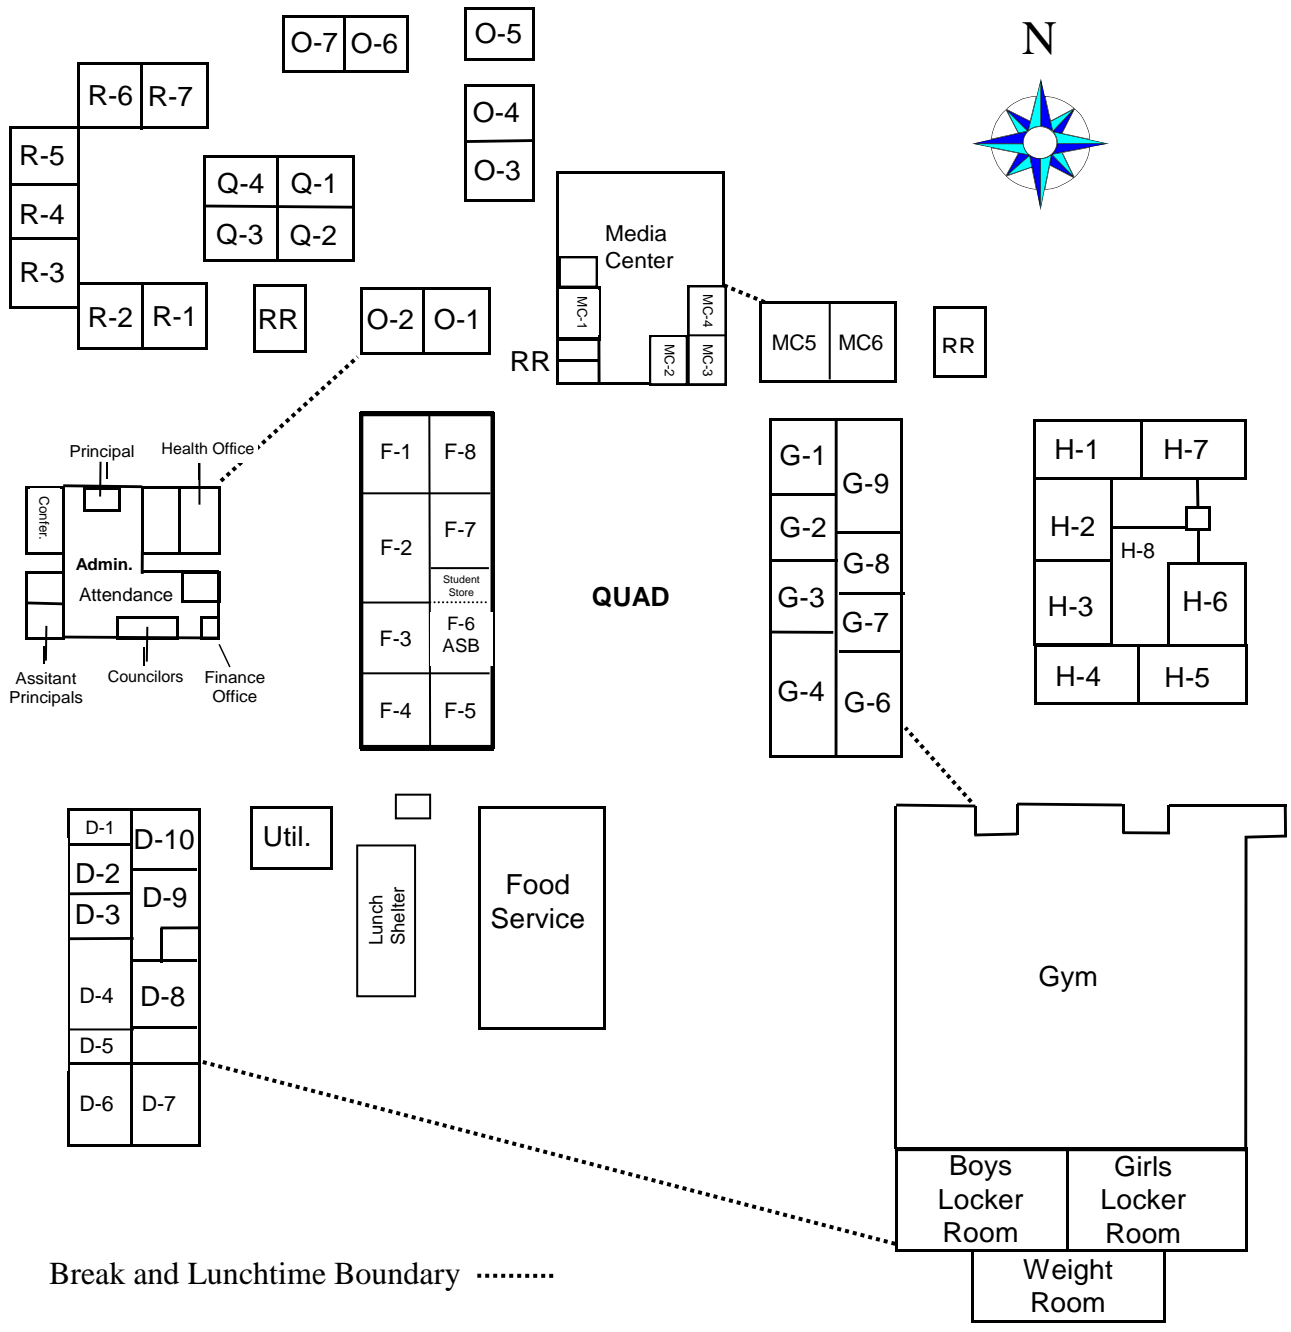 O-7 O-6
O-5
N
R-6 R-7
O-4
R-5
O-3
Q-4 Q-1
R-4
Q-3 Q-2
Media
Center
R-3
MC-1
MC-4
R-2 R-1
RR
O-2 O-1
MC5 MC6
RR
RR
MC-2
MC-3
Principal
Health Office
F-1 F-8
G-1
G-9
H-1 H-7
Confer.
F-7
G-2
H-2
F-2
H-8
Admin.
G-8
Attendance
Student
Store
QUAD
G-3
H-3
H-6
F-3
F-6
ASB
G-7
Assitant
Principals
Councilors
Finance
Office
H-4 H-5
F-4 F-5
G-4
G-6
D-1
D-10
Util.
D-2
D-9
D-3
Lunch
Shelter
Food
Service
D-4
D-8
Gym
D-5
D-6 D-7
Boys
Locker
Room
Girls
Locker
Room
Break and Lunchtime Boundary
Weight
Room